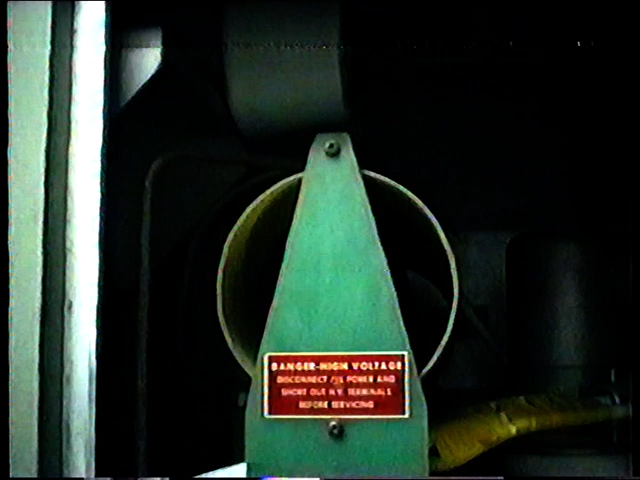 DANGER-HIGH VOLTAGE
DISCONNECT POWER AND
SHORT OUT H.V. TERMINALS
BEFORE SERVICING